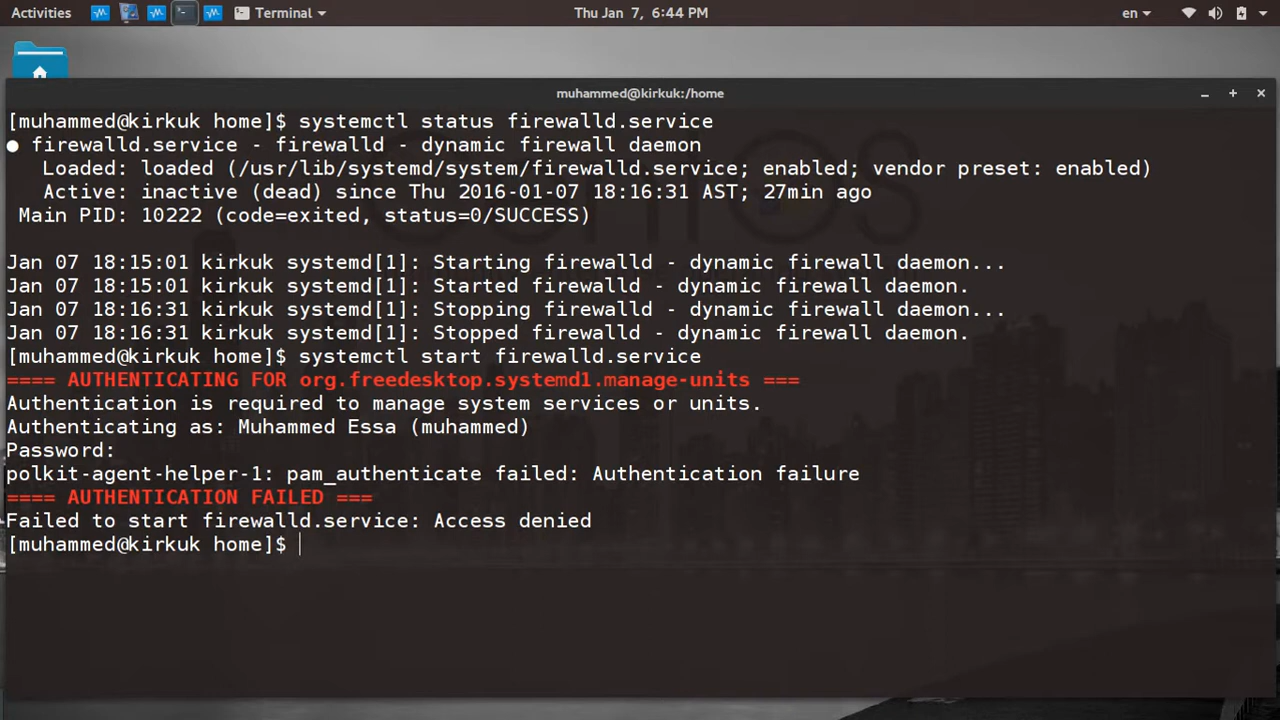 Activities Terminal Thu Jan 7, 6:44 PM en
muhammed@kirkuk:/home
[muhammed@kirkuk home]$ systemctl status firewalld.service
● firewalld.service - firewalld - dynamic firewall daemon
Loaded: loaded (/usr/lib/systemd/system/firewalld.service; enabled; vendor preset: enabled)
Active: inactive (dead) since Thu 2016-01-07 18:16:31 AST; 27min ago
Main PID: 10222 (code=exited, status=0/SUCCESS)
Jan 07 18:15:01 kirkuk systemd[1]: Starting firewalld - dynamic firewall daemon...
Jan 07 18:15:01 kirkuk systemd[1]: Started firewalld - dynamic firewall daemon.
Jan 07 18:16:31 kirkuk systemd[1]: Stopping firewalld - dynamic firewall daemon...
Jan 07 18:16:31 kirkuk systemd[1]: Stopped firewalld - dynamic firewall daemon.
[muhammed@kirkuk home]$ systemctl start firewalld.service
==== AUTHENTICATING FOR org.freedesktop.systemd1.manage-units ===
Authentication is required to manage system services or units.
Authenticating as: Muhammed Essa (muhammed)
Password:
polkit-agent-helper-1: pam_authenticate failed: Authentication failure
==== AUTHENTICATION FAILED ===
Failed to start firewalld.service: Access denied
[muhammed@kirkuk home]$